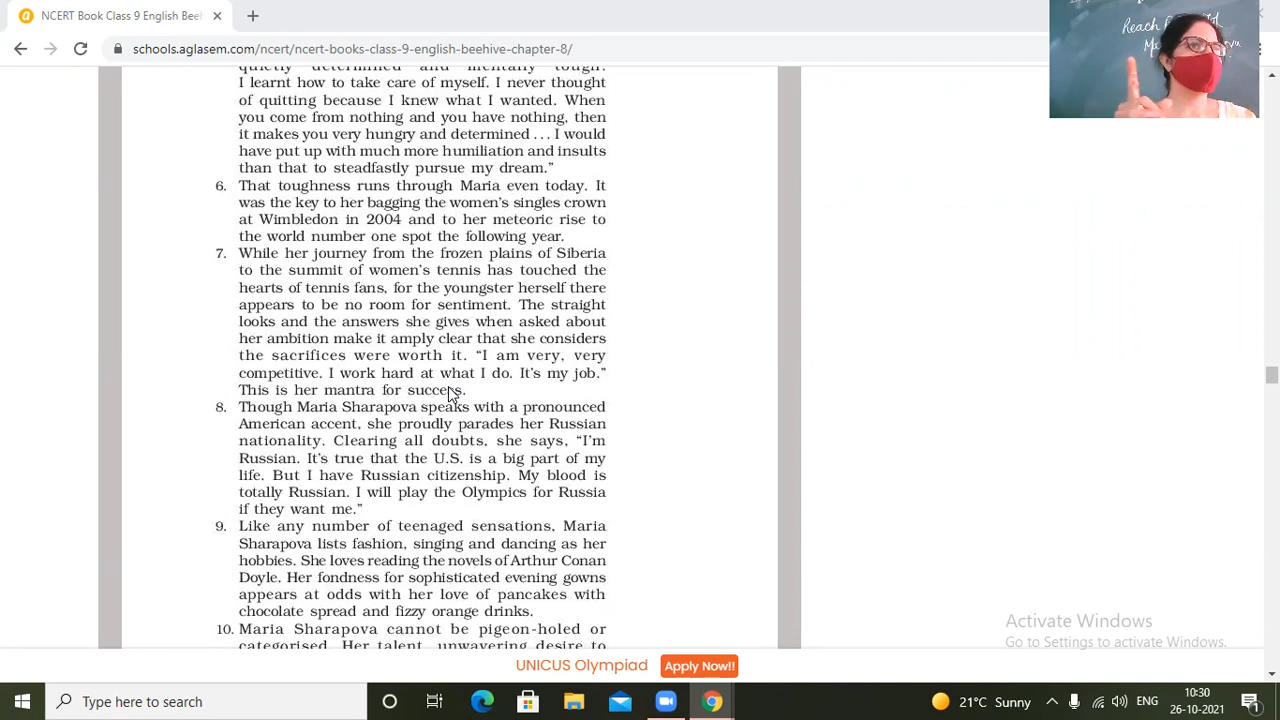 NCERT Book Class 9 English Beeh
schools.aglasem.com/ncert/ncert-books-class-9-english-beehive-chapter-8/
Reach
quietly determined and mentally tough.
I learnt how to take care of myself. I never thought
of quitting because I knew what I wanted. When
you come from nothing and you have nothing, then
it makes you very hungry and determined ... I would
have put up with much more humiliation and insults
than that to steadfastly pursue my dream.”
6. That toughness runs through Maria even today. It
was the key to her bagging the women’s singles crown
at Wimbledon in 2004 and to her meteoric rise to
the world number one spot the following year.
7. While her journey from the frozen plains of Siberia
to the summit of women’s tennis has touched the
hearts of tennis fans, for the youngster herself there
appears to be no room for sentiment. The straight
looks and the answers she gives when asked about
her ambition make it amply clear that she considers
the sacrifices were worth it. “I am very, very
competitive. I work hard at what I do. It’s my job.”
This is her mantra for success.
8. Though Maria Sharapova speaks with a pronounced
American accent, she proudly parades her Russian
nationality. Clearing all doubts, she says, “I’m
Russian. It’s true that the U.S. is a big part of my
life. But I have Russian citizenship. My blood is
totally Russian. I will play the Olympics for Russia
if they want me.”
9. Like any number of teenaged sensations, Maria
Sharapova lists fashion, singing and dancing as her
hobbies. She loves reading the novels of Arthur Conan
Doyle. Her fondness for sophisticated evening gowns
appears at odds with her love of pancakes with
chocolate spread and fizzy orange drinks.
10. Maria Sharapova cannot be pigeon-holed or
categorised. Her talent, unwavering desire to
Activate Windows
Go to Settings to activate Windows.
UNICUS Olympiad Apply Now!!
Type here to search
21°C Sunny
ENG
10:30
26-10-2021
1